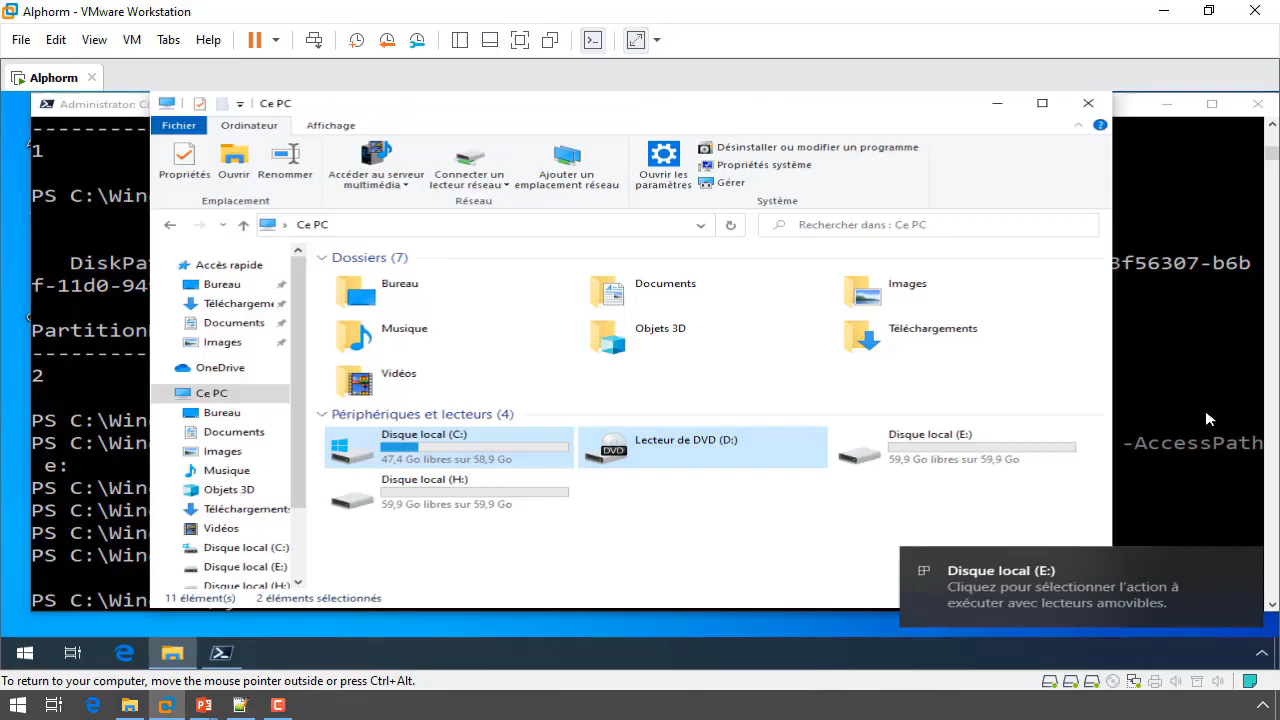 Alphorm - VMware Workstation
File Edit View VM Tabs Help
Alphorm
Administrator: C
Ce PC
Fichier Ordinateur Affichage
Propriétés Ouvrir Renommer
Accéder au serveur multimédia
Connecter un lecteur réseau
Ajouter un emplacement réseau
Ouvrir les paramètres
Désinstaller ou modifier un programme
Propriétés système
Gérer
Emplacement Réseau Système
Ce PC
Rechercher dans : Ce PC
Accès rapide
Bureau
Téléchargeme
Documents
Images
OneDrive
Ce PC
Bureau
Documents
Images
Musique
Objets 3D
Téléchargement
Vidéos
Disque local (C:)
Disque local (E:)
Disque local (H:)
Dossiers (7)
Bureau Documents Images
Musique Objets 3D Téléchargements
Vidéos
Périphériques et lecteurs (4)
Disque local (C:)
47,4 Go libres sur 58,9 Go
Lecteur de DVD (D:)
DVD
Disque local (E:)
59,9 Go libres sur 59,9 Go
Disque local (H:)
59,9 Go libres sur 59,9 Go
11 élément(s) 2 éléments sélectionnés
---------
1
PS C:\Win
DiskPa
3f56307-b6b
f-11d0-94
Partition
---------
2
PS C:\Win
PS C:\Win
-AccessPath
e:
PS C:\Win
PS C:\Win
PS C:\Win
PS C:\Win
PS C:\Win
Disque local (E:)
Cliquez pour sélectionner l'action à
exécuter avec lecteurs amovibles.
To return to your computer, move the mouse pointer outside or press Ctrl+Alt.